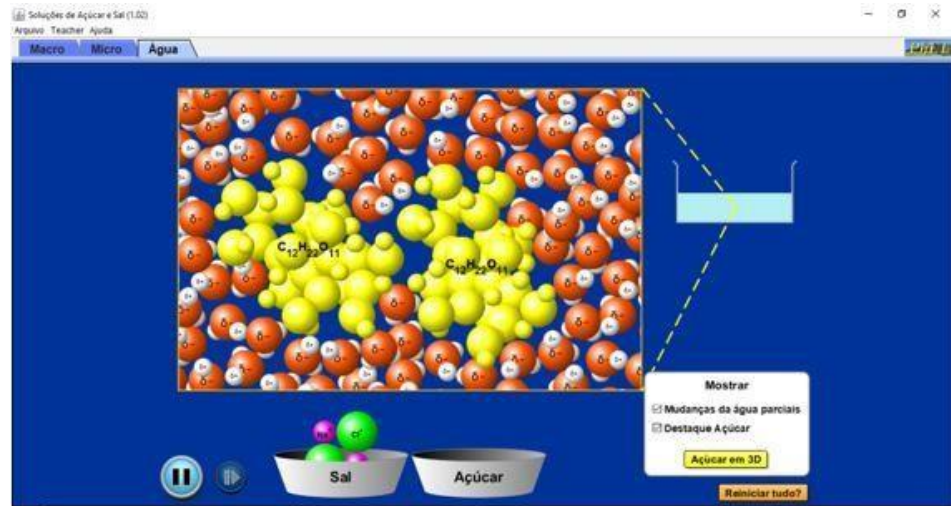 Soluções de Açúcar e Sal (1.02)
Arquivo Teacher Ajuda
Macro Micro Água
C12H22O11
C12H22O11
Mostrar
Mudanças da água parciais
Destaque Açúcar
Açúcar em 3D
Sal
Açúcar
Reiniciar tudo?